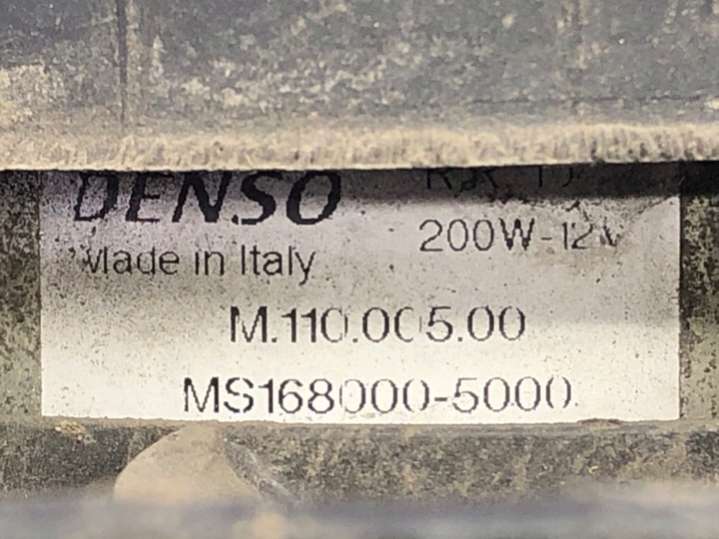 DENSO
200W-12V
Made in Italy
M.110.005.00
MS168000-5000